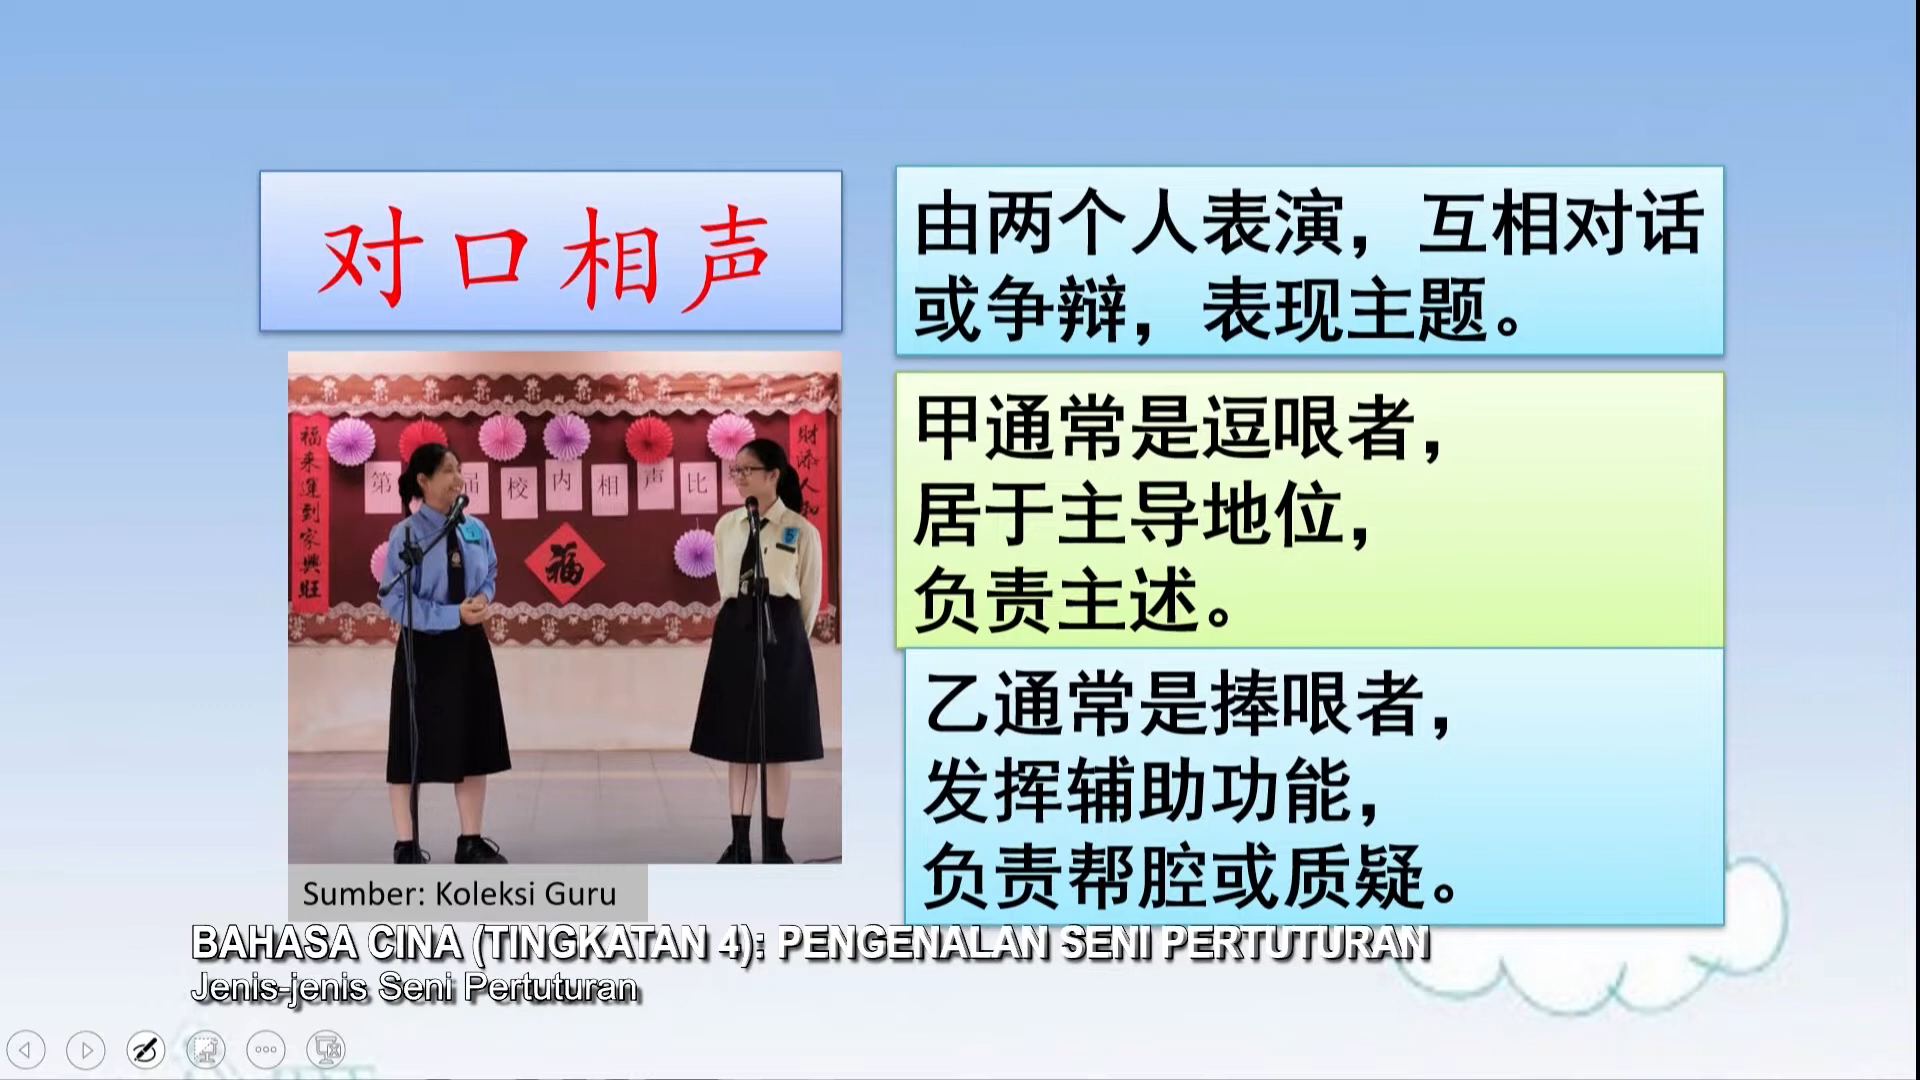 对口相声
由两个人表演，互相对话
或争辩，表现主题。
甲通常是逗哏者，
居于主导地位，
负责主述。
乙通常是捧哏者，
发挥辅助功能，
负责帮腔或质疑。
福来運到家興旺
財添人和
第 届校内相声比
福
Sumber: Koleksi Guru
BAHASA CINA (TINGKATAN 4): PENGENALAN SENI PERTUTURAN
Jenis-jenis Seni Pertuturan